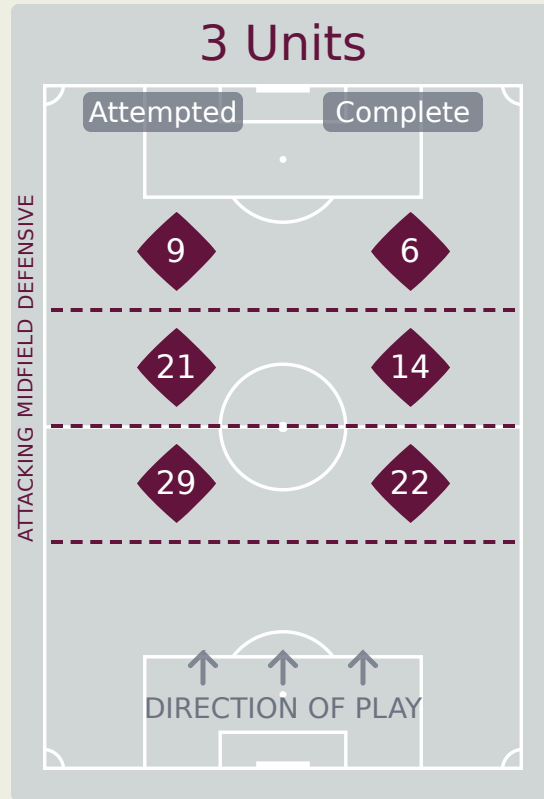 3 Units
Attempted Complete
ATTACKING MIDFIELD DEFENSIVE
9 6
21 14
29 22
DIRECTION OF PLAY